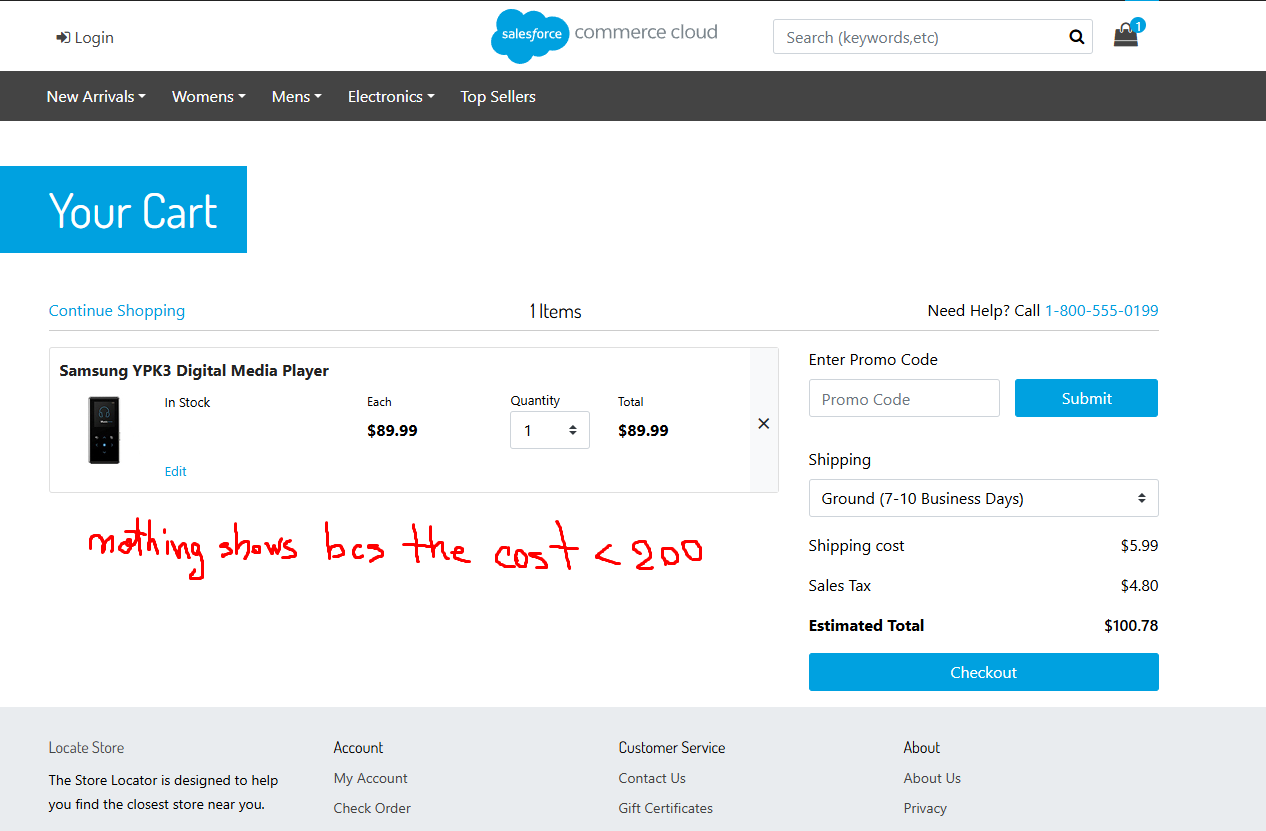 Login
salesforce commerce cloud
Search (keywords,etc)
1
New Arrivals Womens Mens Electronics Top Sellers
Your Cart
Continue Shopping 1 Items Need Help? Call 1-800-555-0199
Samsung YPK3 Digital Media Player
In Stock
Each
$89.99
Quantity
1
Total
$89.99
×
Edit
nothing shows bcs the cost < 200
Enter Promo Code
Promo Code Submit
Shipping
Ground (7-10 Business Days)
Shipping cost $5.99
Sales Tax $4.80
Estimated Total $100.78
Checkout
Locate Store
The Store Locator is designed to help
you find the closest store near you.
Account
My Account
Check Order
Customer Service
Contact Us
Gift Certificates
About
About Us
Privacy